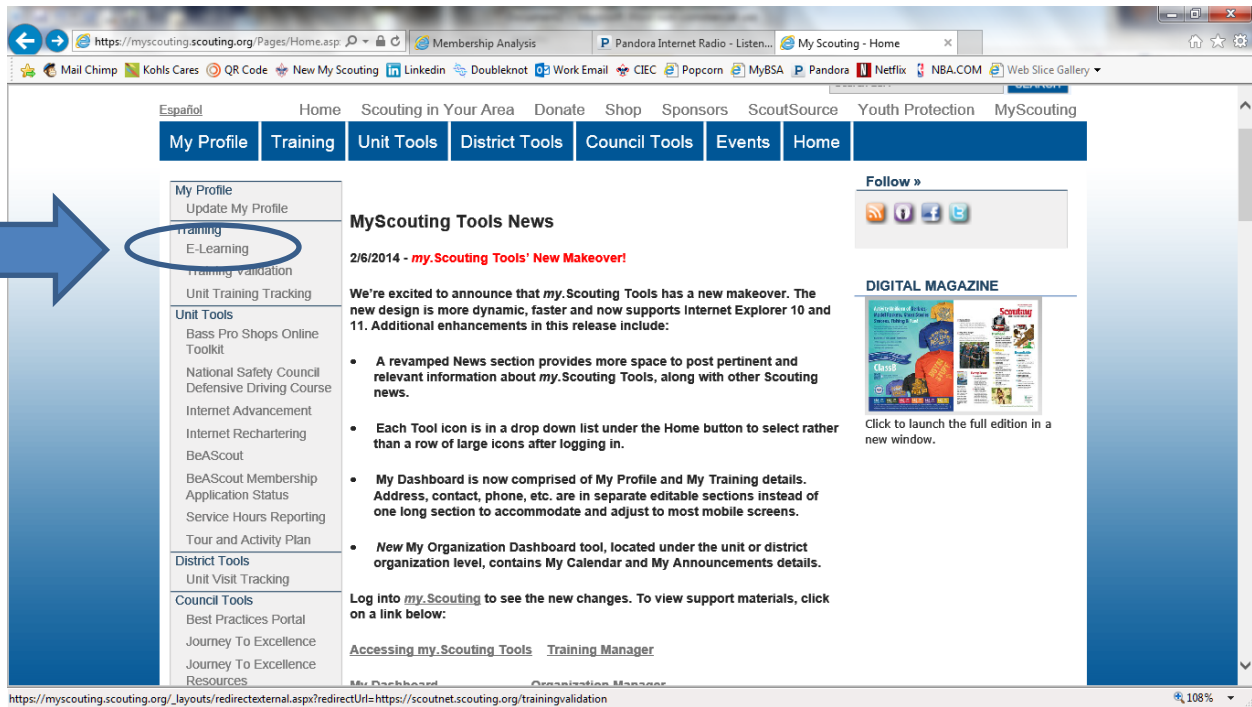 https://myscouting.scouting.org/Pages/Home.asp
Membership Analysis
Pandora Internet Radio - Listen...
My Scouting - Home
Mail Chimp
Kohls Cares
QR Code
New My Scouting
Linkedin
Doubleknot
Work Email
CIEC
Popcorn
MyBSA
Pandora
Netflix
NBA.COM
Web Slice Gallery
Español
Home
Scouting in Your Area
Donate
Shop
Sponsors
ScoutSource
Youth Protection
MyScouting
My Profile
Training
Unit Tools
District Tools
Council Tools
Events
Home
My Profile
Update My Profile
Training
E-Learning
Training Validation
Unit Training Tracking
Unit Tools
Bass Pro Shops Online
Toolkit
National Safety Council
Defensive Driving Course
Internet Advancement
Internet Rechartering
BeAScout
BeAScout Membership
Application Status
Service Hours Reporting
Tour and Activity Plan
District Tools
Unit Visit Tracking
Council Tools
Best Practices Portal
Journey To Excellence
Journey To Excellence
Resources
MyScouting Tools News
2/6/2014 - my.Scouting Tools' New Makeover!
We're excited to announce that my.Scouting Tools has a new makeover. The
new design is more dynamic, faster and now supports Internet Explorer 10 and
11. Additional enhancements in this release include:
• A revamped News section provides more space to post pertinent and
relevant information about my.Scouting Tools, along with other Scouting
news.
• Each Tool icon is in a drop down list under the Home button to select rather
than a row of large icons after logging in.
• My Dashboard is now comprised of My Profile and My Training details.
Address, contact, phone, etc. are in separate editable sections instead of
one long section to accommodate and adjust to most mobile screens.
• New My Organization Dashboard tool, located under the unit or district
organization level, contains My Calendar and My Announcements details.
Log into my.Scouting to see the new changes. To view support materials, click
on a link below:
Accessing my.Scouting Tools
Training Manager
My Dashboard
Organization Manager
Follow »
DIGITAL MAGAZINE
Scouting
ClassB
Click to launch the full edition in a
new window.
https://myscouting.scouting.org/_layouts/redirectexternal.aspx?redirectUrl=https://scoutnet.scouting.org/trainingvalidation
108%